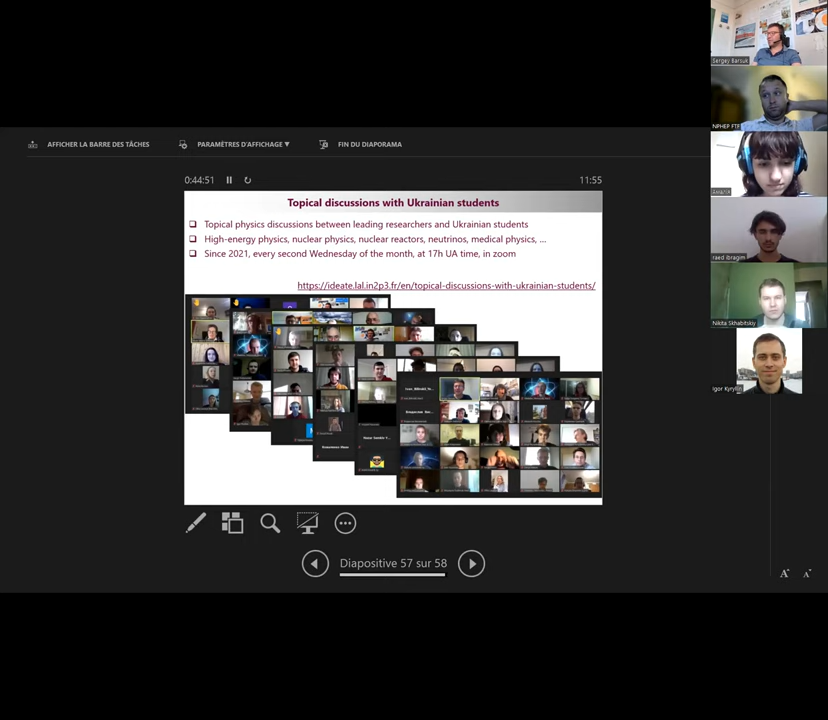 Sergey Barsuk
NPHEP FTF
AFFICHER LA BARRE DES TÂCHES
PARAMÈTRES D'AFFICHAGE ▼
FIN DU DIAPORAMA
0:44:51
11:55
Topical discussions with Ukrainian students
Topical physics discussions between leading researchers and Ukrainian students
High-energy physics, nuclear physics, nuclear reactors, neutrinos, medical physics, ...
Since 2021, every second Wednesday of the month, at 17h UA time, in zoom
https://ideate.lal.in2p3.fr/en/topical-discussions-with-ukrainian-students/
raed ibragim
Nikita Skhabitskiy
Igor Kyryllin
Diapositive 57 sur 58
A A